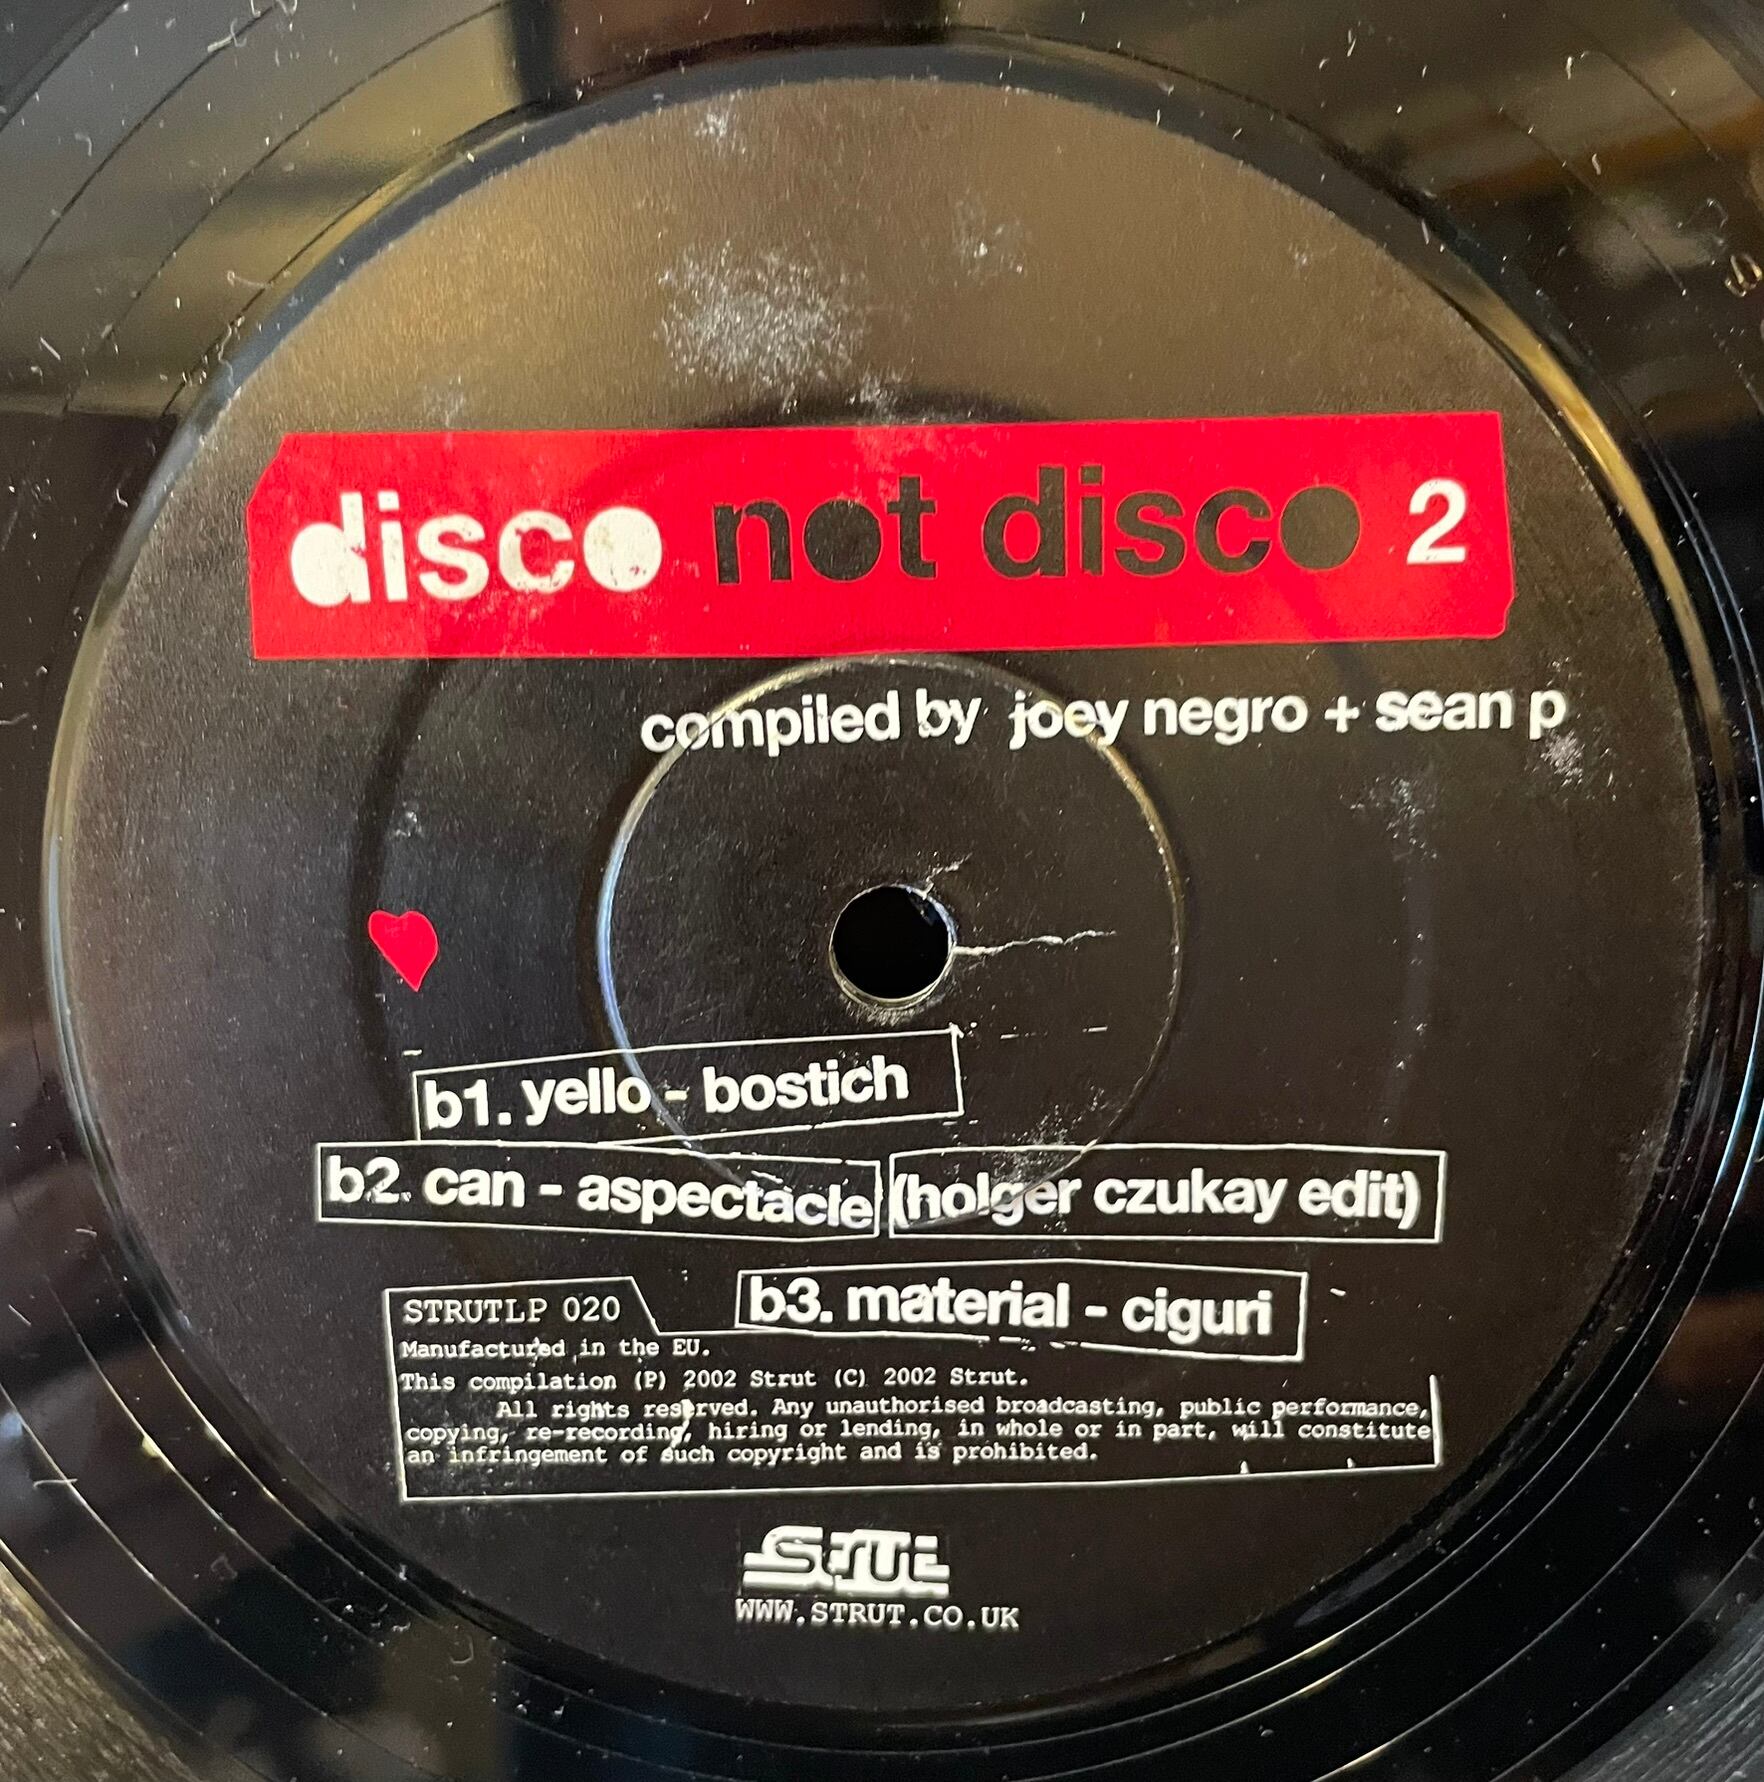 disco not disco 2
compiled by joey negro + sean p
b1. yello - bostich
b2. can - aspectacle (holger czukay edit)
b3. material - ciguri
STRUTLP 020
Manufactured in the EU.
This compilation (P) 2002 Strut (C) 2002 Strut.
All rights reserved. Any unauthorised broadcasting, public performance,
copying, re-recording, hiring or lending, in whole or in part, will constitute
an infringement of such copyright and is prohibited.
Strut
WWW.STRUT.CO.UK